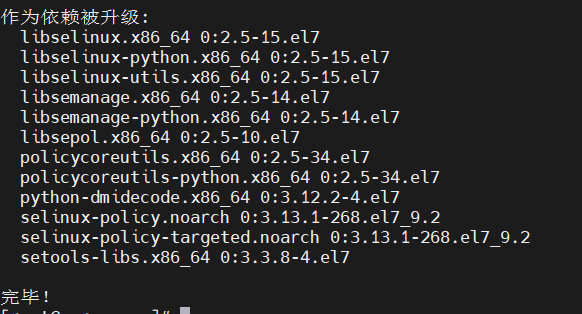 作为依赖被升级:
libselinux.x86_64 0:2.5-15.el7
libselinux-python.x86_64 0:2.5-15.el7
libselinux-utils.x86_64 0:2.5-15.el7
libsemanage.x86_64 0:2.5-14.el7
libsemanage-python.x86_64 0:2.5-14.el7
libsepol.x86_64 0:2.5-10.el7
policycoreutils.x86_64 0:2.5-34.el7
policycoreutils-python.x86_64 0:2.5-34.el7
python-dmidecode.x86_64 0:3.12.2-4.el7
selinux-policy.noarch 0:3.13.1-268.el7_9.2
selinux-policy-targeted.noarch 0:3.13.1-268.el7_9.2
setools-libs.x86_64 0:3.3.8-4.el7
完毕！